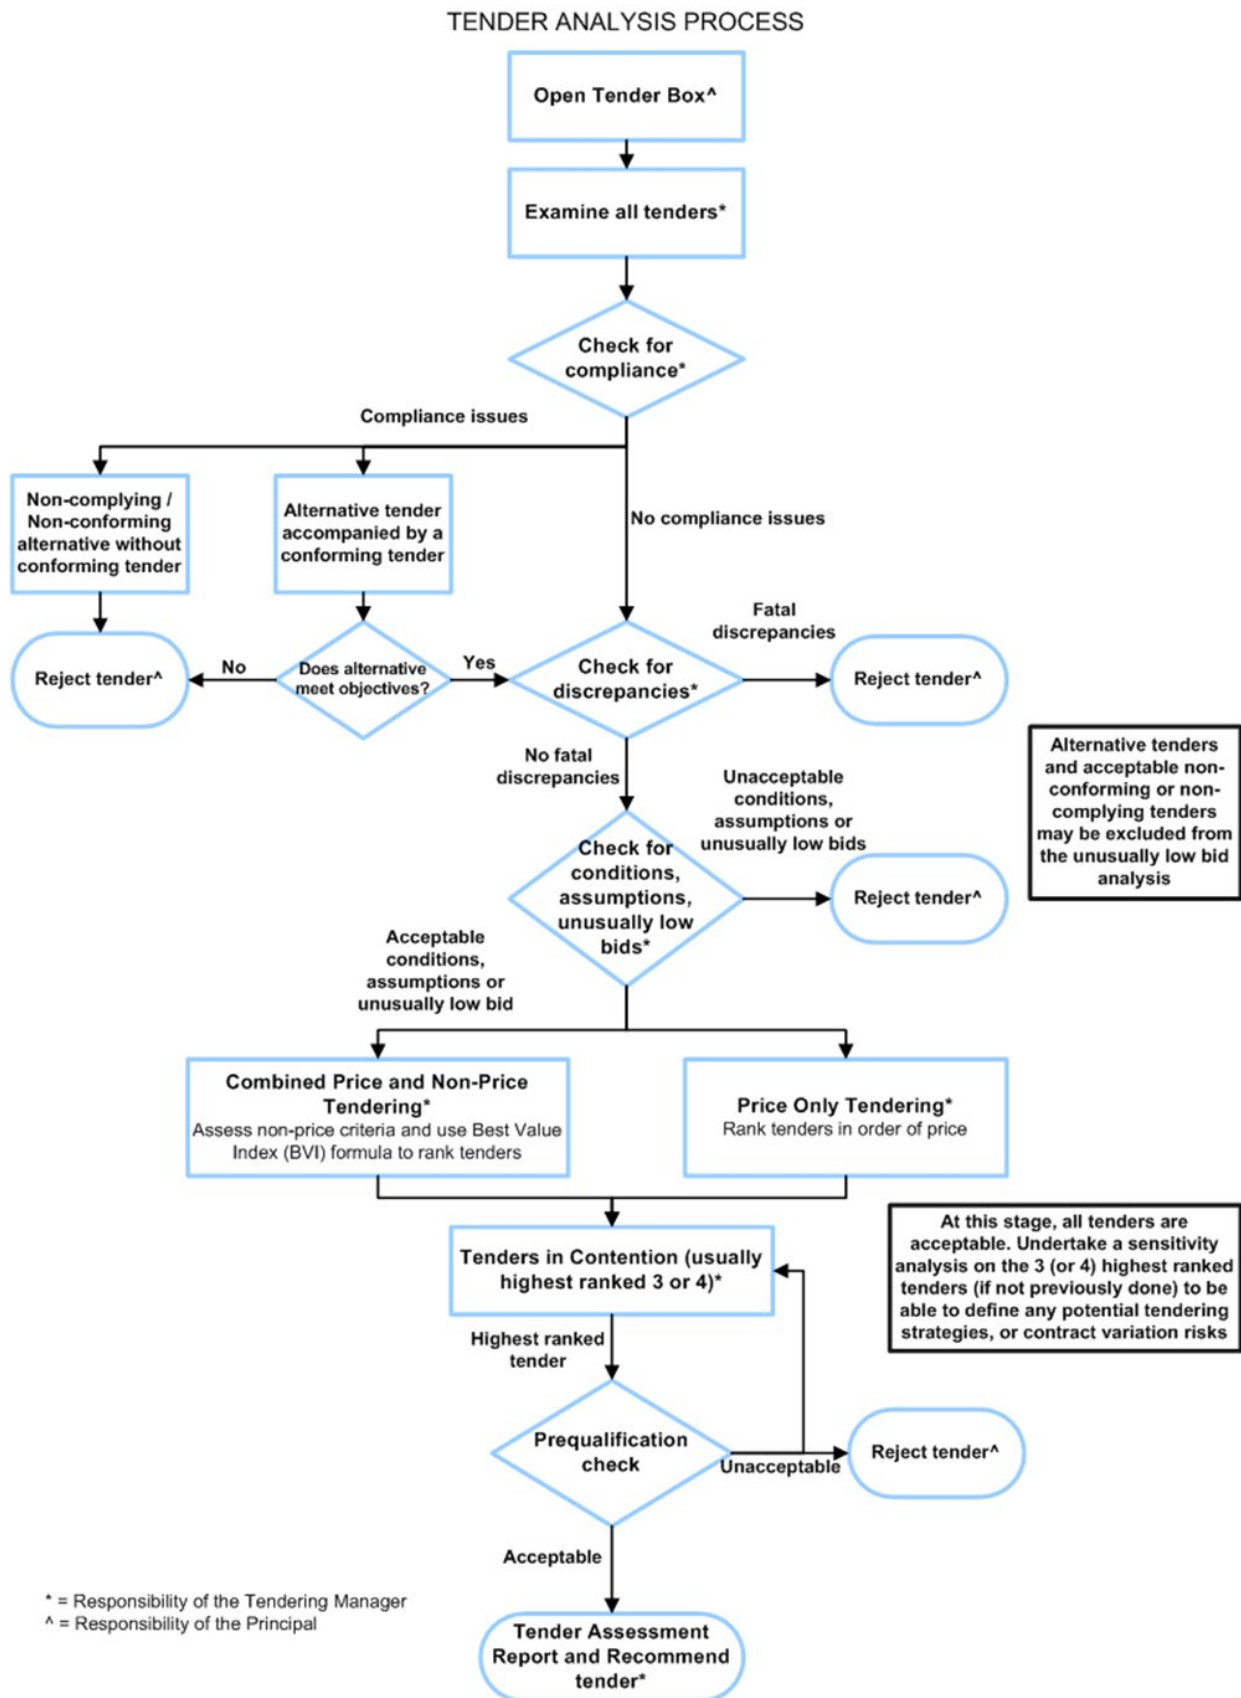 TENDER ANALYSIS PROCESS
Open Tender Box^
Examine all tenders*
Check for
compliance*
Compliance issues
Non-complying /
Non-conforming
alternative without
conforming tender
Alternative tender
accompanied by a
conforming tender
No compliance issues
Fatal
discrepancies
Reject tender^
No
Does alternative
meet objectives?
Yes
Check for
discrepancies*
Reject tender^
No fatal
discrepancies
Unacceptable
conditions,
assumptions or
unusually low bids
Alternative tenders
and acceptable non-
conforming or non-
complying tenders
may be excluded from
the unusually low bid
analysis
Check for
conditions,
assumptions,
unusually low
bids*
Reject tender^
Acceptable
conditions,
assumptions or
unusually low bid
Combined Price and Non-Price
Tendering*
Assess non-price criteria and use Best Value
Index (BVI) formula to rank tenders
Price Only Tendering*
Rank tenders in order of price
At this stage, all tenders are
acceptable. Undertake a sensitivity
analysis on the 3 (or 4) highest ranked
tenders (if not previously done) to be
able to define any potential tendering
strategies, or contract variation risks
Tenders in Contention (usually
highest ranked 3 or 4)*
Highest ranked
tender
Prequalification
check
Unacceptable
Reject tender^
Acceptable
* = Responsibility of the Tendering Manager
^ = Responsibility of the Principal
Tender Assessment
Report and Recommend
tender*